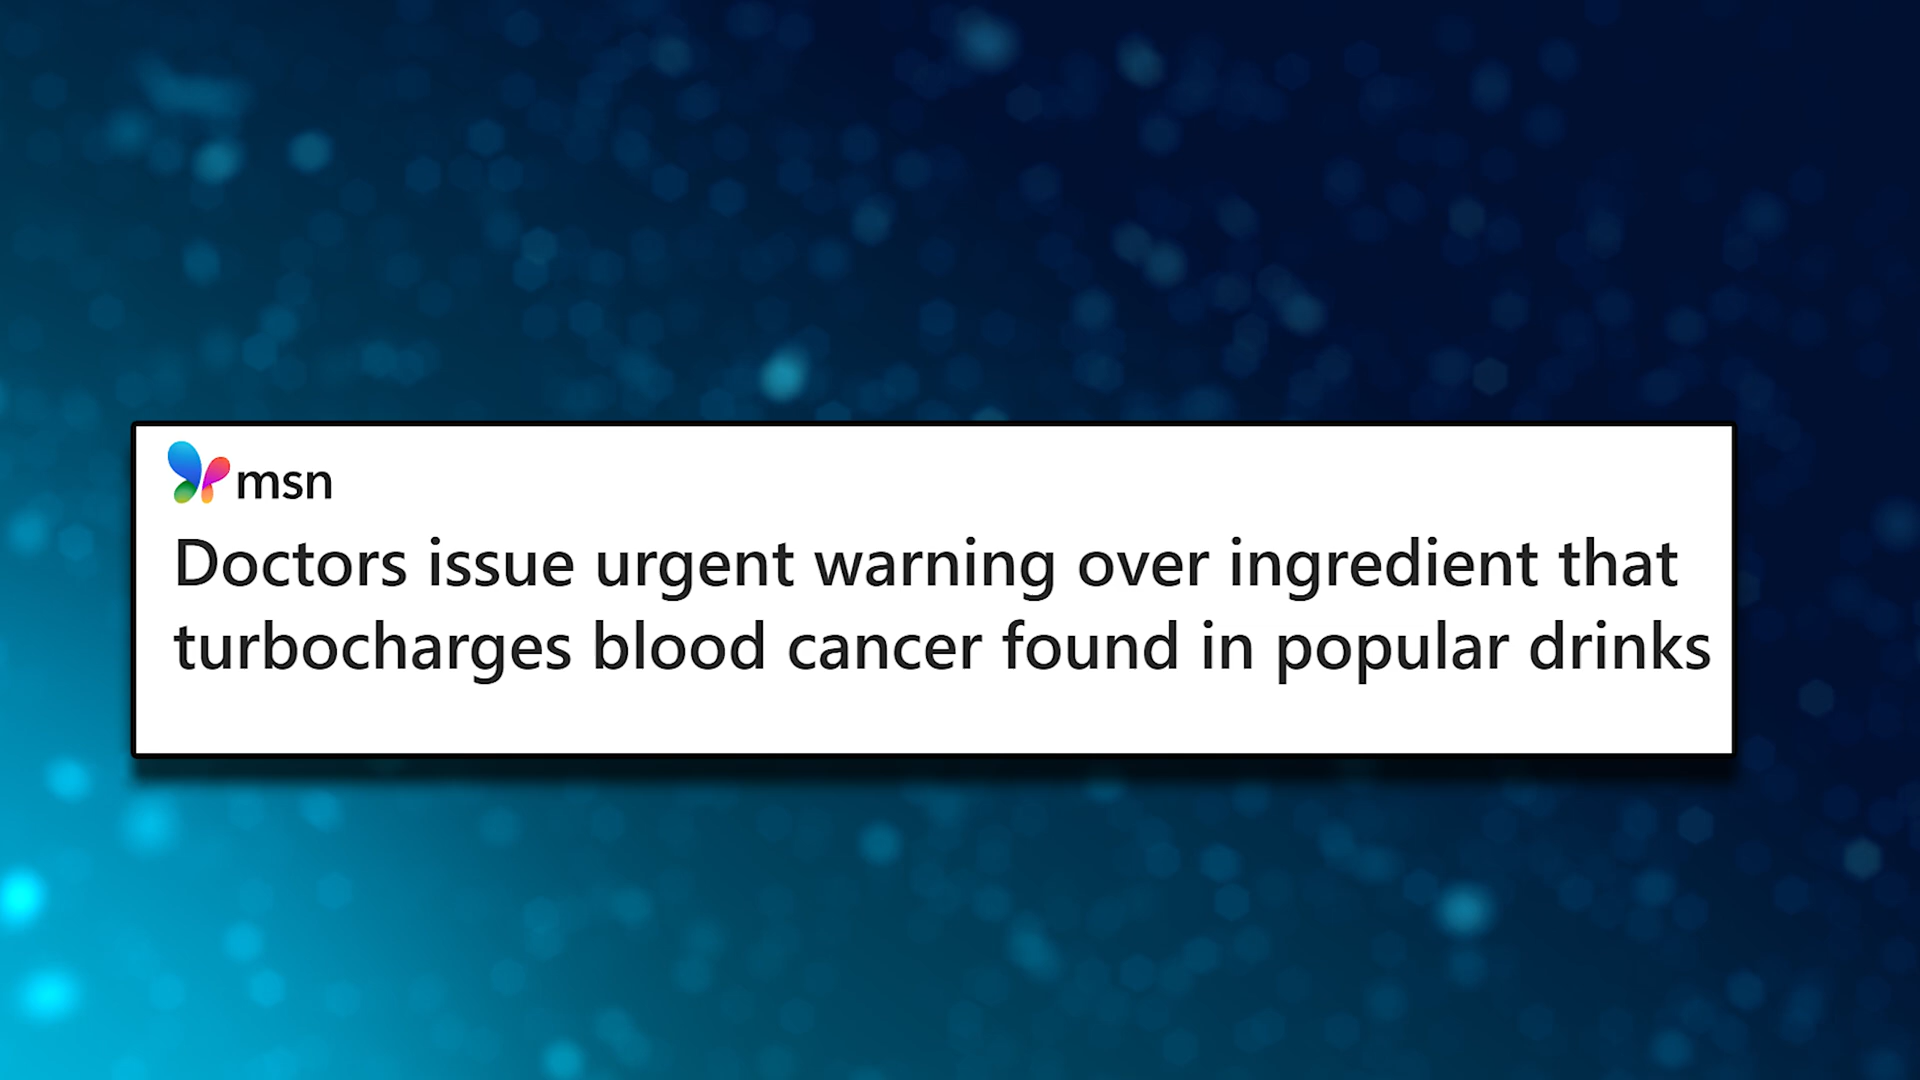 msn
Doctors issue urgent warning over ingredient that
turbocharges blood cancer found in popular drinks